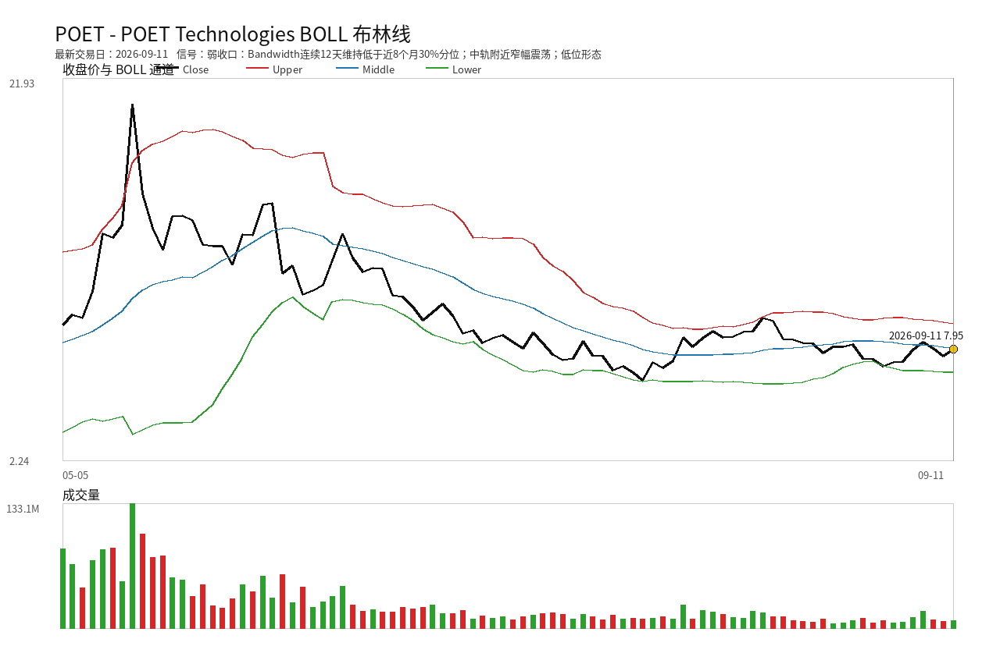 POET - POET Technologies BOLL 布林线
最新交易日：2026-09-11 信号：弱收口：Bandwidth连续12天维持低于近8个月30%分位；中轨附近窄幅震荡；低位形态
收盘价与 BOLL 通道 Close Upper Middle Lower
21.93
2026-09-11 7.95
2.24
05-05 09-11
成交量
133.1M